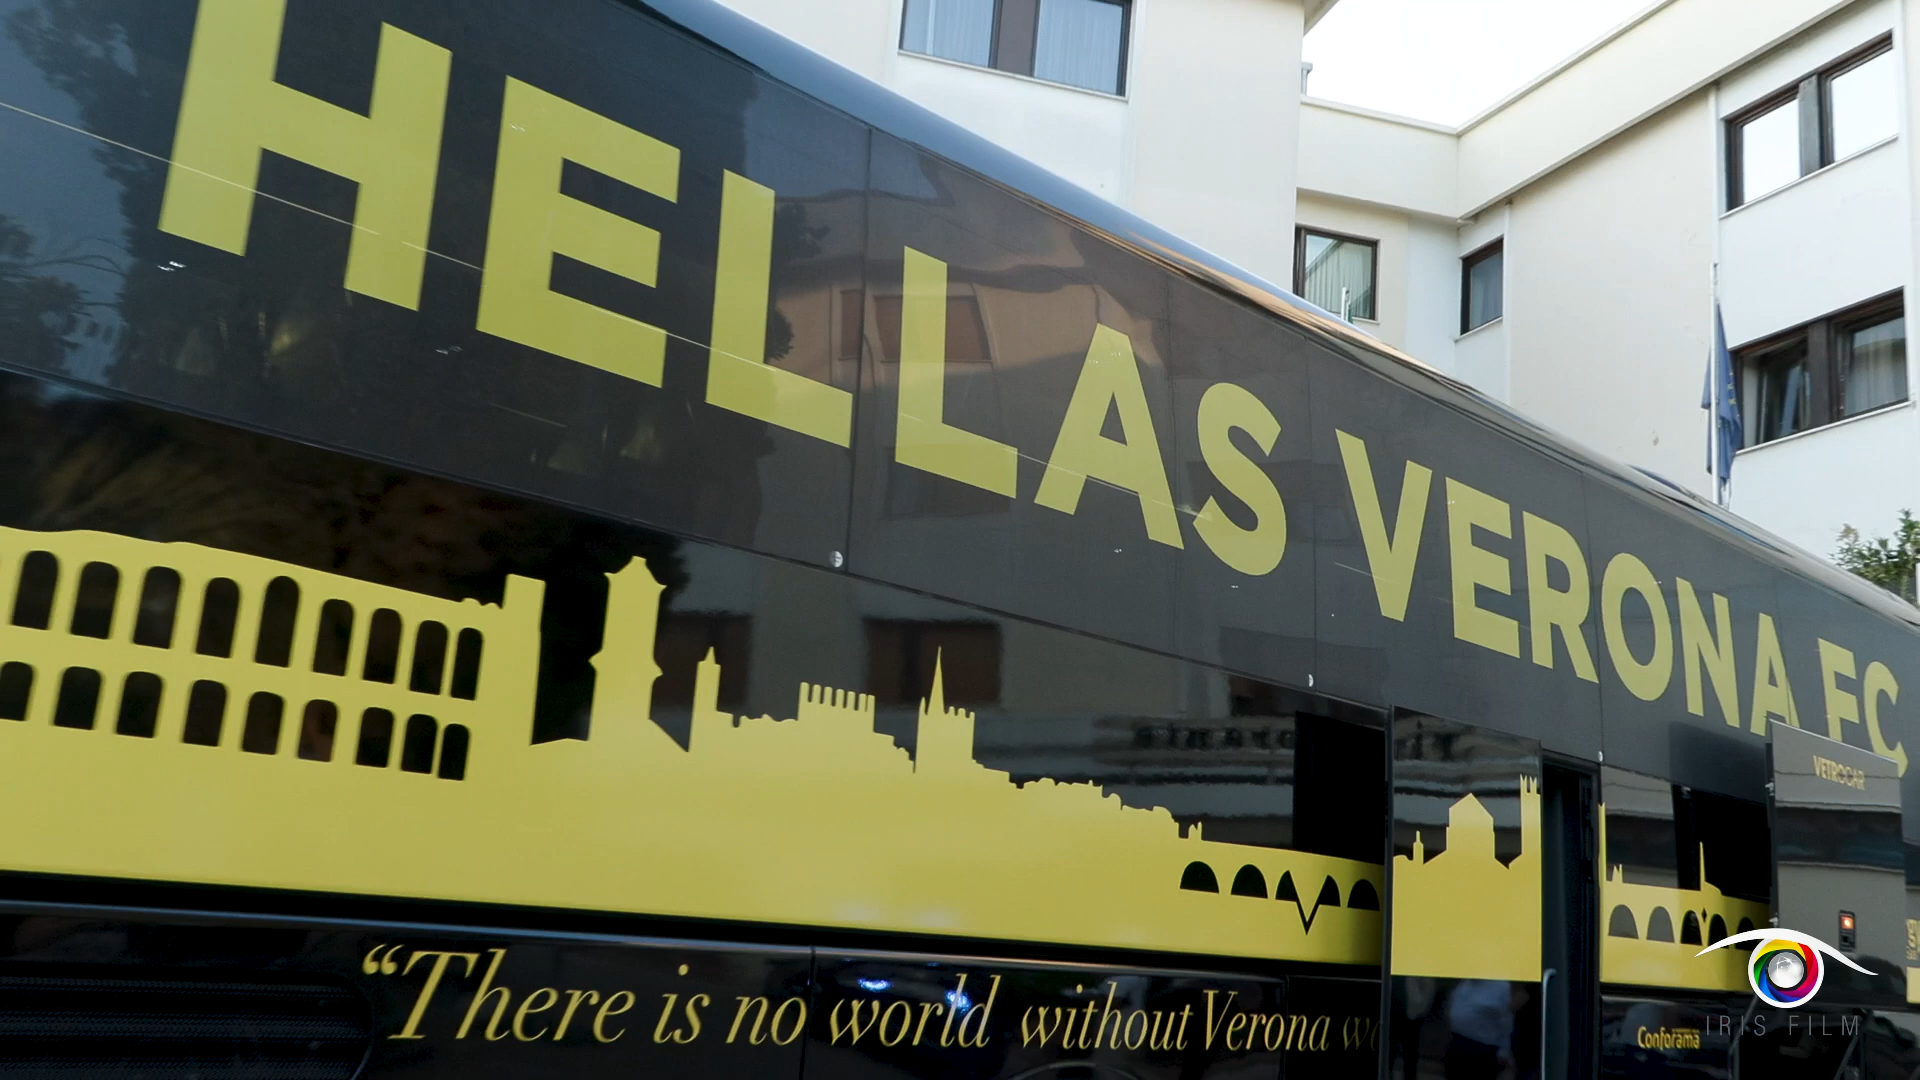 HELLAS VERONA FC
VETROCAR
“There is no world without Verona
Conforama
IRIS FILM